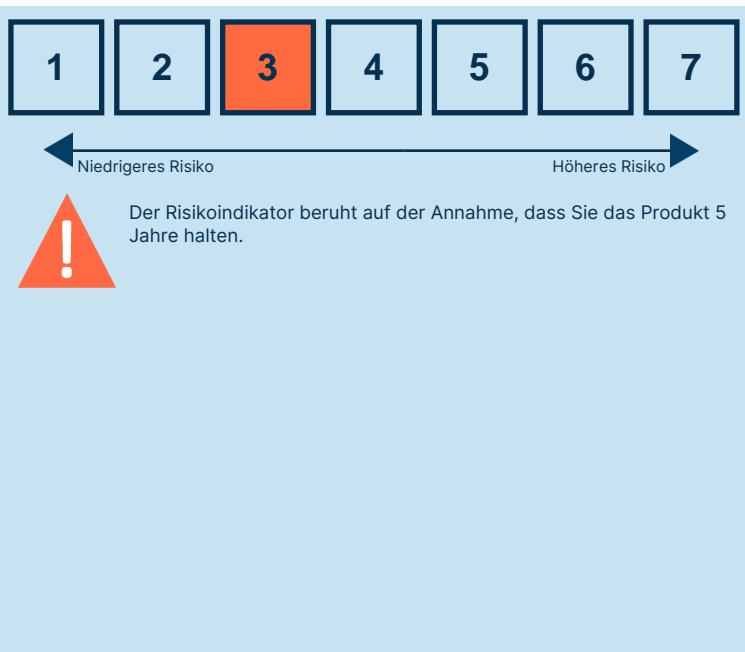 1 2 3 4 5 6 7
Niedrigeres Risiko Höheres Risiko
Der Risikoindikator beruht auf der Annahme, dass Sie das Produkt 5
Jahre halten.